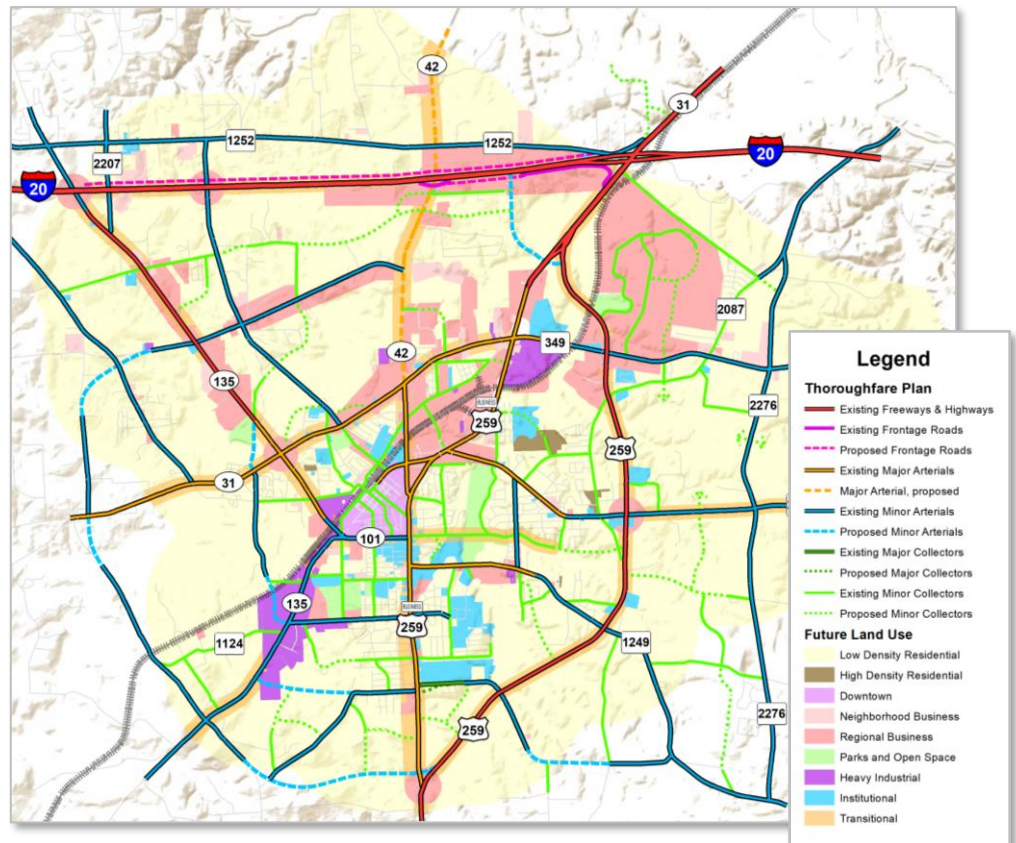 42
31
1252
1252
2207
20
20
2087
349
42
135
BUSINESS
259
2276
259
31
101
135
BUSINESS
259
1124
1249
2276
259
Legend
Thoroughfare Plan
Existing Freeways & Highways
Existing Frontage Roads
Proposed Frontage Roads
Existing Major Arterials
Major Arterial, proposed
Existing Minor Arterials
Proposed Minor Arterials
Existing Major Collectors
Proposed Major Collectors
Existing Minor Collectors
Proposed Minor Collectors
Future Land Use
Low Density Residential
High Density Residential
Downtown
Neighborhood Business
Regional Business
Parks and Open Space
Heavy Industrial
Institutional
Transitional